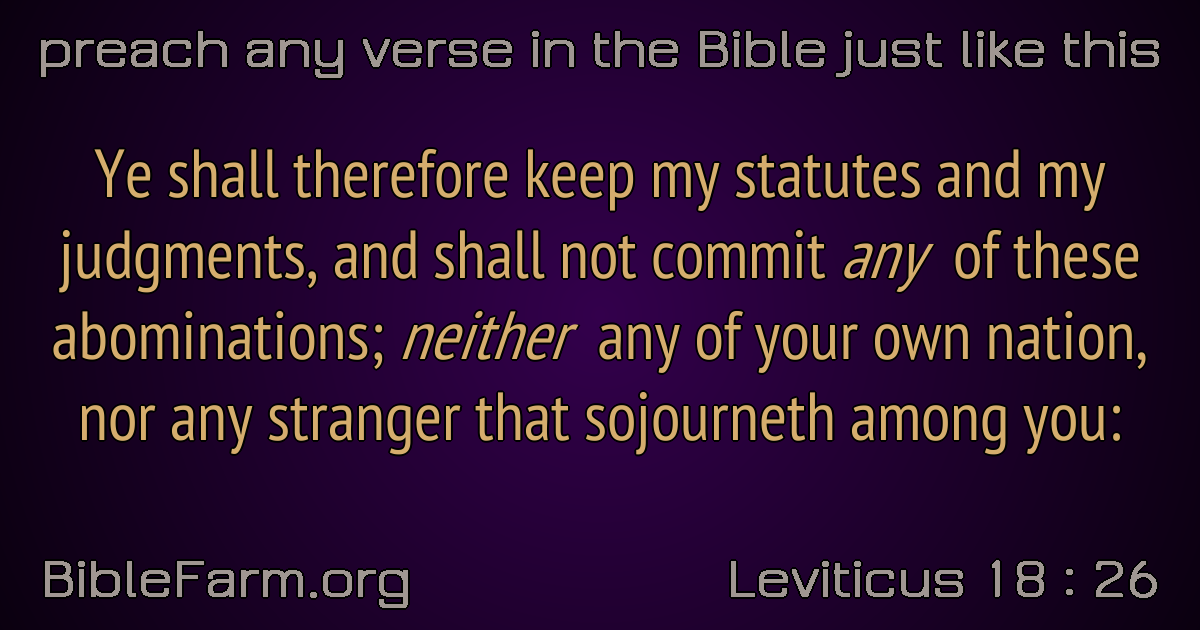 preach any verse in the Bible just like this
Ye shall therefore keep my statutes and my
judgments, and shall not commit any of these
abominations; neither any of your own nation,
nor any stranger that sojourneth among you:
BibleFarm.org
Leviticus 18 : 26